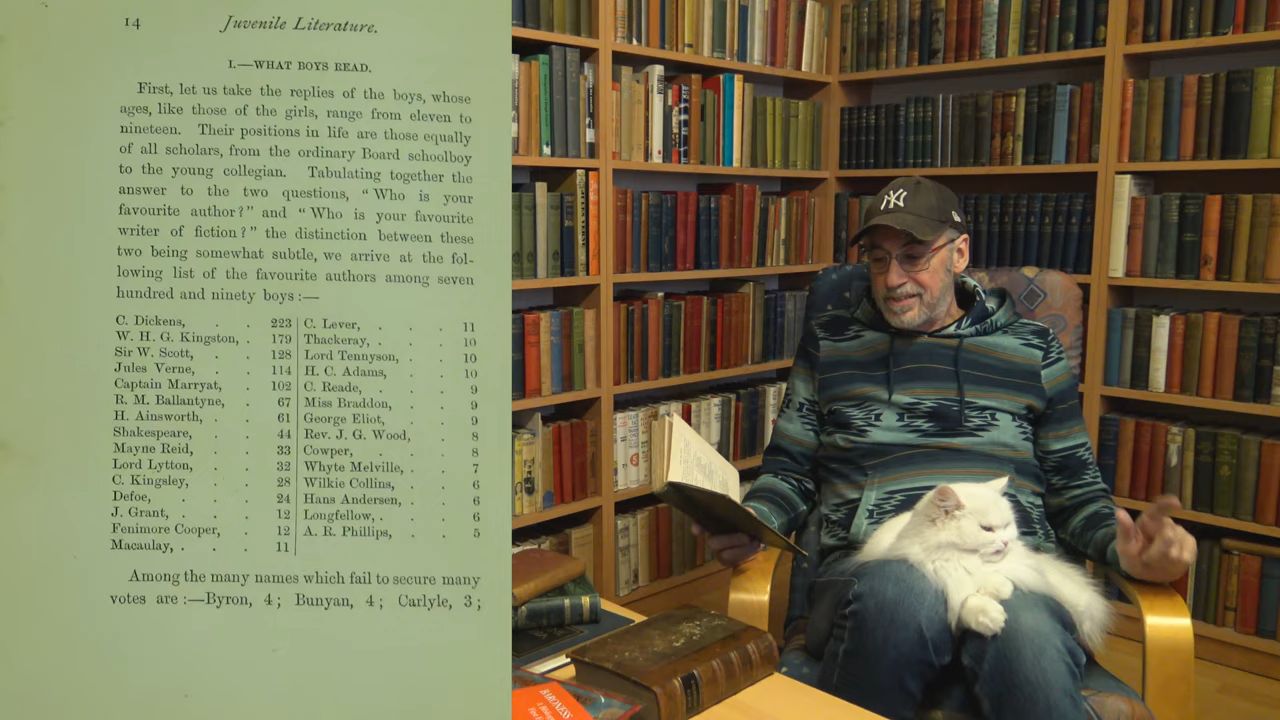 14
Juvenile Literature.
I.—WHAT BOYS READ.
First, let us take the replies of the boys, whose
ages, like those of the girls, range from eleven to
nineteen. Their positions in life are those equally
of all scholars, from the ordinary Board schoolboy
to the young collegian. Tabulating together the
answer to the two questions, “Who is your
favourite author?” and “Who is your favourite
writer of fiction?” the distinction between these
two being somewhat subtle, we arrive at the fol-
lowing list of the favourite authors among seven
hundred and ninety boys:—
C. Dickens, . . 223
W. H. G. Kingston, . 179
Sir W. Scott, . . 128
Jules Verne, . . 114
Captain Marryat, . 102
R. M. Ballantyne, . 67
H. Ainsworth, . . 61
Shakespeare, . . 44
Mayne Reid, . . 33
Lord Lytton, . . 32
C. Kingsley, . . 28
Defoe, . . . 24
J. Grant, . . . 12
Fenimore Cooper, . 12
Macaulay, . . . 11
C. Lever, . . . 11
Thackeray, . . . 10
Lord Tennyson, . . 10
H. C. Adams, . . 10
C. Reade, . . . 9
Miss Braddon, . . 9
George Eliot, . . 9
Rev. J. G. Wood, . . 8
Cowper, . . . 8
Whyte Melville, . . 7
Wilkie Collins, . . 6
Hans Andersen, . . 6
Longfellow, . . . 6
A. R. Phillips, . . 5
Among the many names which fail to secure many
votes are:—Byron, 4; Bunyan, 4; Carlyle, 3;
NY
BARONESS